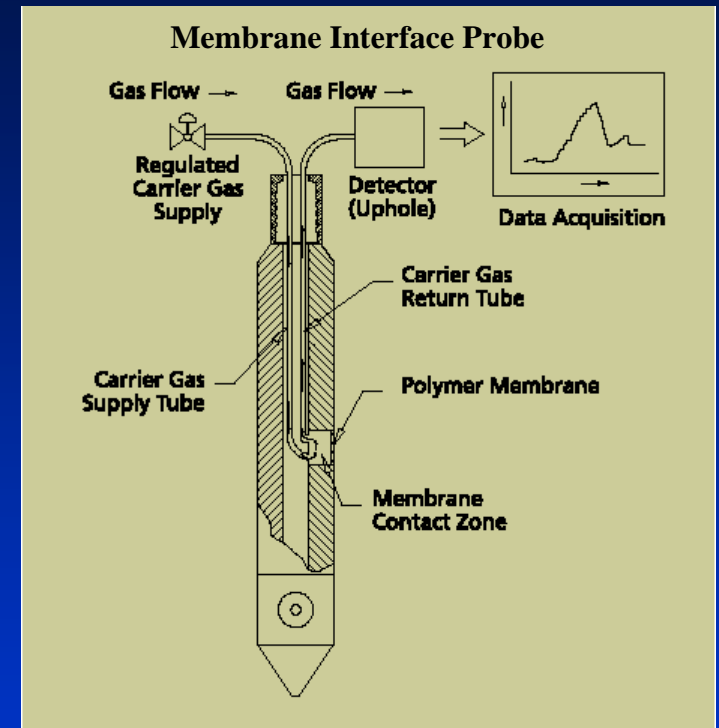 Membrane Interface Probe
Gas Flow
Gas Flow
Regulated
Carrier Gas
Supply
Detector
(Uphole)
Data Acquisition
Carrier Gas
Return Tube
Carrier Gas
Supply Tube
Polymer Membrane
Membrane
Contact Zone